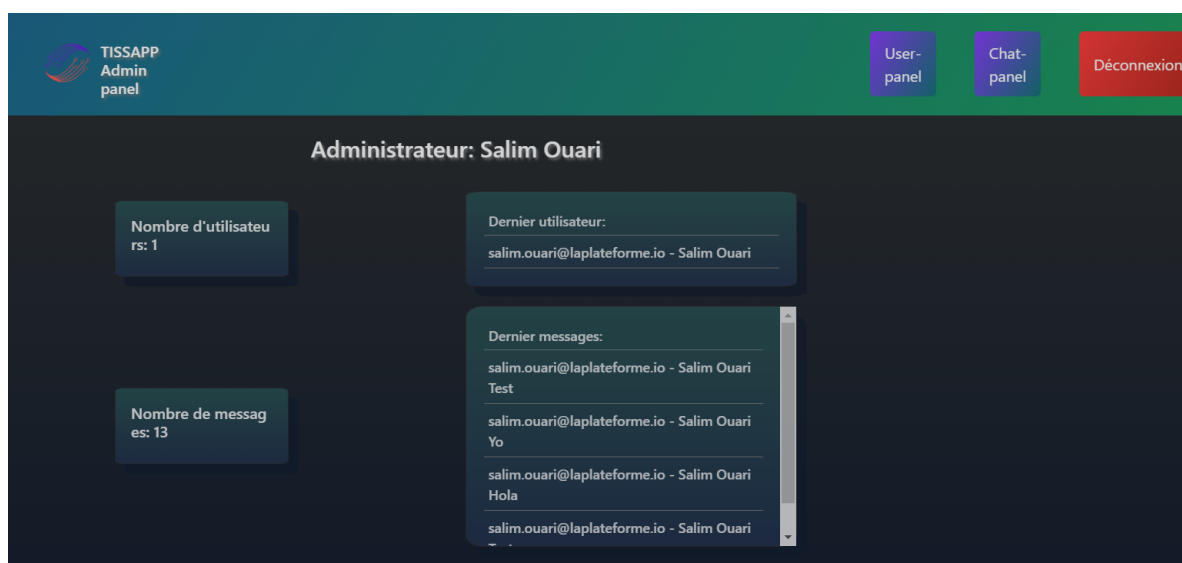 TISSAPP
Admin
panel
User-
panel
Chat-
panel
Déconnexion
Administrateur: Salim Ouari
Nombre d'utilisateu
rs: 1
Dernier utilisateur:
salim.ouari@laplateforme.io - Salim Ouari
Nombre de messag
es: 13
Dernier messages:
salim.ouari@laplateforme.io - Salim Ouari
Test
salim.ouari@laplateforme.io - Salim Ouari
Yo
salim.ouari@laplateforme.io - Salim Ouari
Hola
salim.ouari@laplateforme.io - Salim Ouari